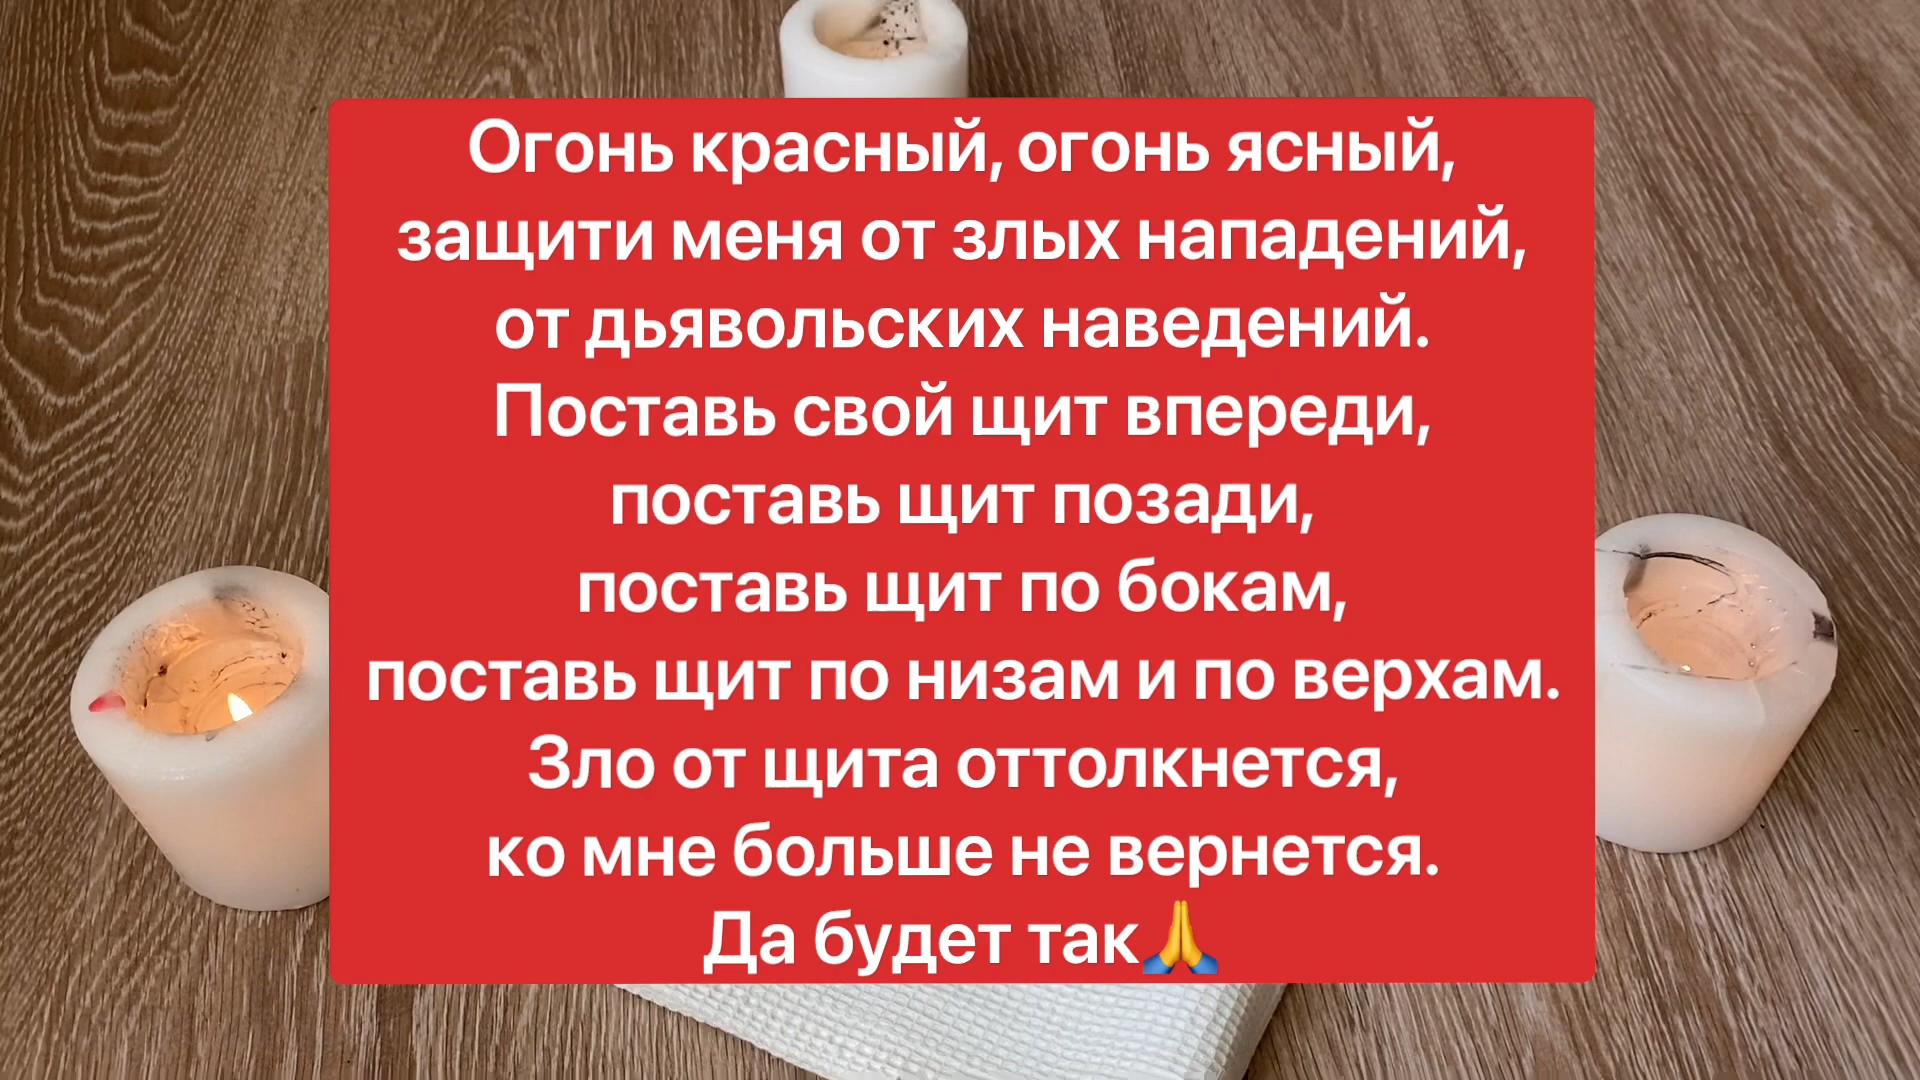 Огонь красный, огонь ясный,
защити меня от злых нападений,
от дьявольских наведений.
Поставь свой щит впереди,
поставь щит позади,
поставь щит по бокам,
поставь щит по низам и по верхам.
Зло от щита оттолкнется,
ко мне больше не вернется.
Да будет так🙏